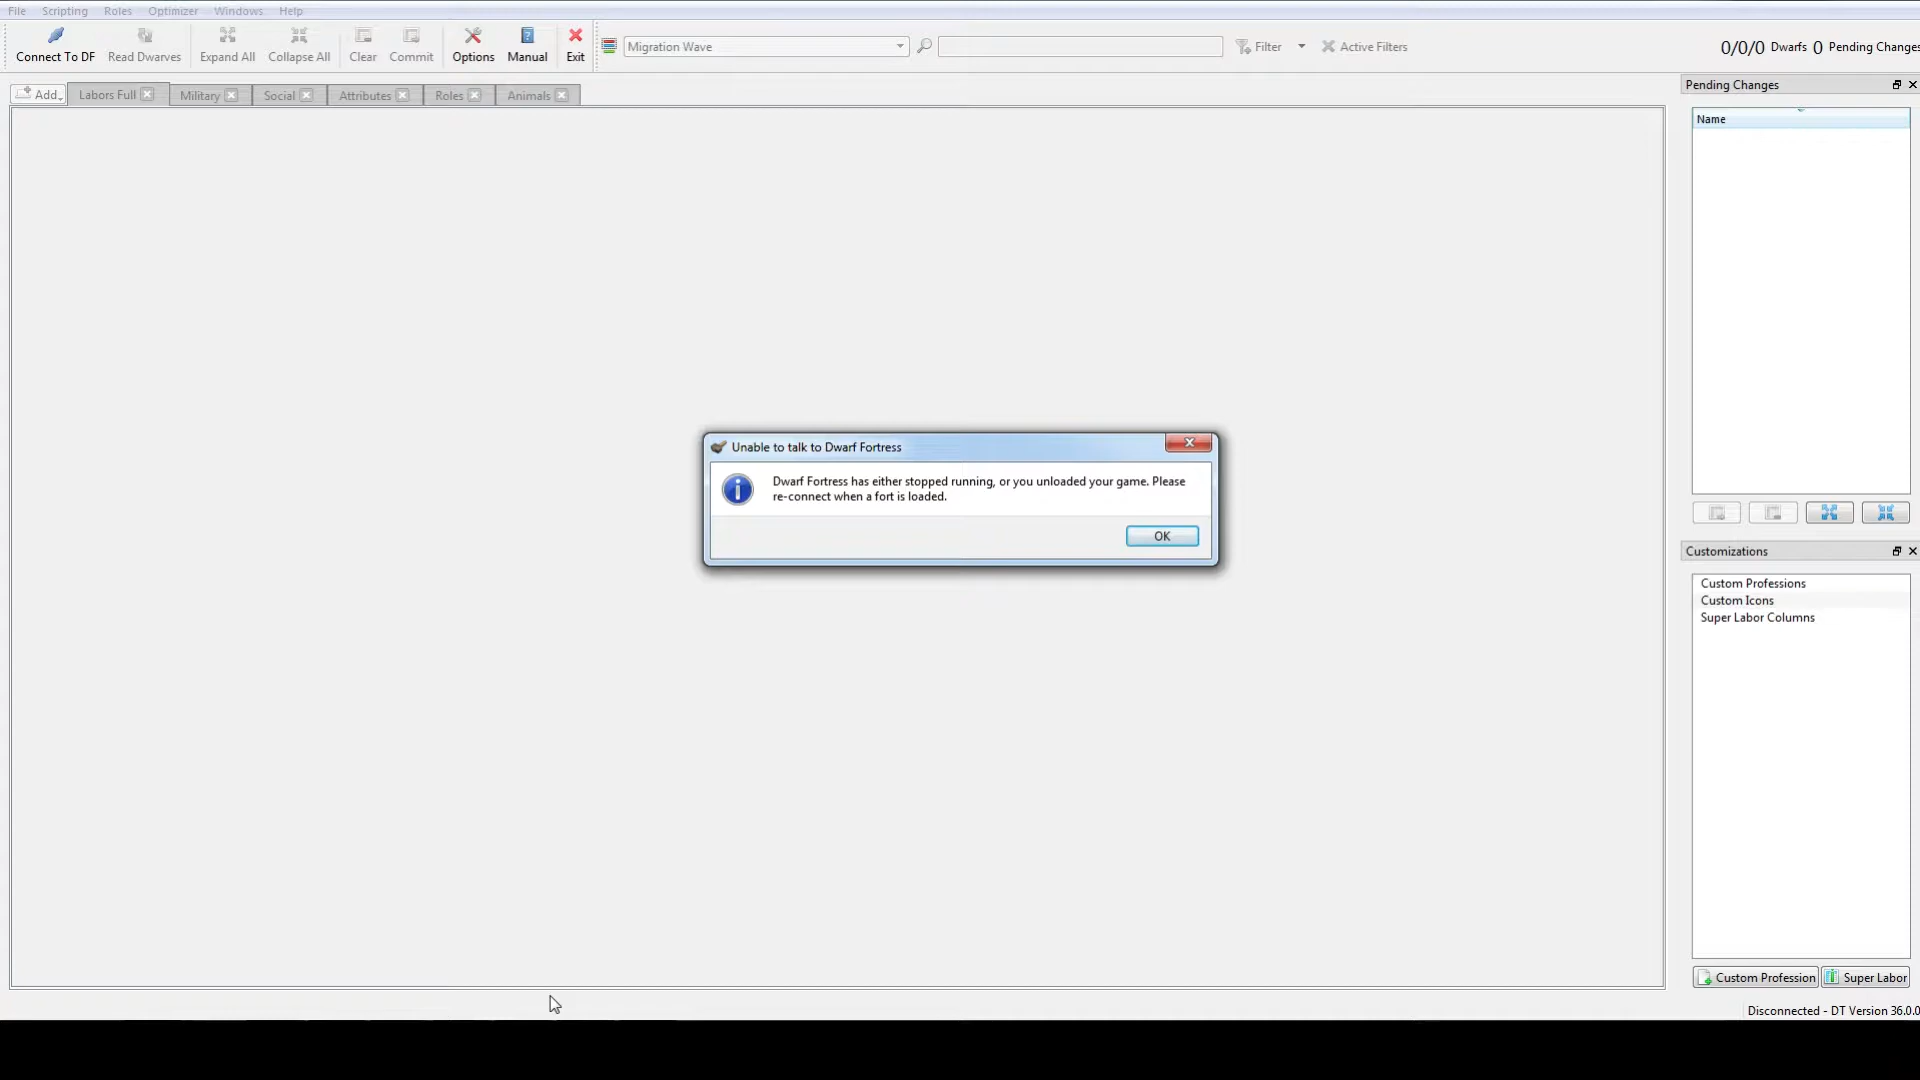 File Scripting Roles Optimizer Windows Help
Connect To DF Read Dwarves Expand All Collapse All Clear Commit Options Manual Exit Migration Wave Filter Active Filters 0/0/0 Dwarfs 0 Pending Changes
Add Labors Full Military Social Attributes Roles Animals
Pending Changes
Name
Unable to talk to Dwarf Fortress
Dwarf Fortress has either stopped running, or you unloaded your game. Please
re-connect when a fort is loaded.
OK
Customizations
Custom Professions
Custom Icons
Super Labor Columns
Custom Profession Super Labor
Disconnected - DT Version 36.0.0